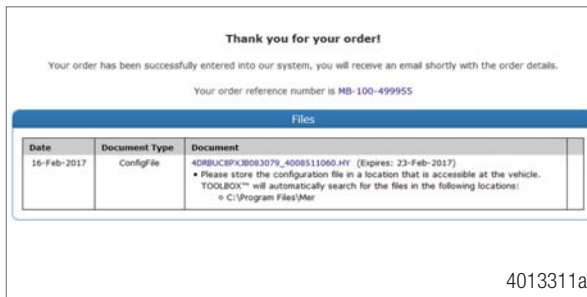 Thank you for your order!
Your order has been successfully entered into our system, you will receive an email shortly with the order details.
Your order reference number is MB-100-499955
Files
Date Document Type Document
16-Feb-2017 ConfigFile 4DRBUC8PXJB083079_4008511060.HY (Expires: 23-Feb-2017)
• Please store the configuration file in a location that is accessible at the vehicle.
TOOLBOX™ will automatically search for the files in the following locations:
o C:\Program Files\Mer
4013311a